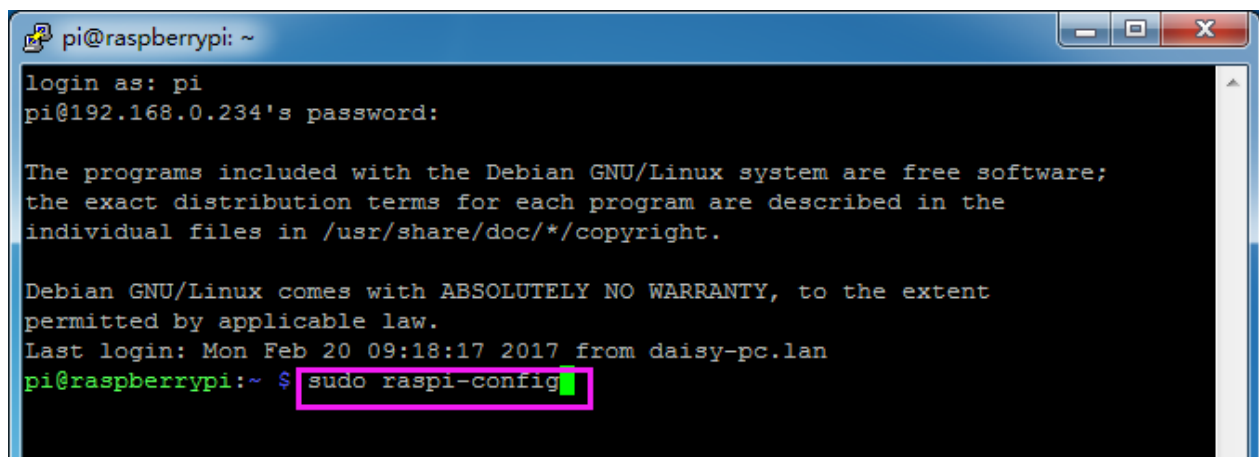 pi@raspberrypi: ~
login as: pi
pi@192.168.0.234's password:
The programs included with the Debian GNU/Linux system are free software;
the exact distribution terms for each program are described in the
individual files in /usr/share/doc/*/copyright.
Debian GNU/Linux comes with ABSOLUTELY NO WARRANTY, to the extent
permitted by applicable law.
Last login: Mon Feb 20 09:18:17 2017 from daisy-pc.lan
pi@raspberrypi:~ $ sudo raspi-config